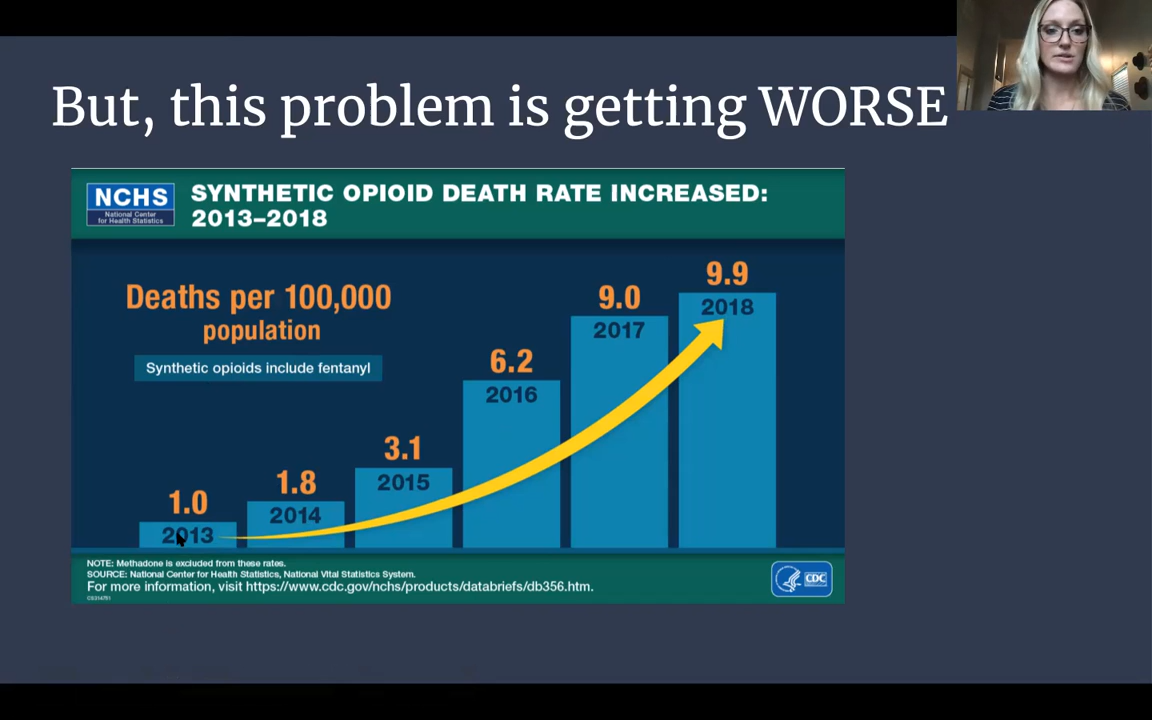 But, this problem is getting WORSE
NCHS
National Center
for Health Statistics
SYNTHETIC OPIOID DEATH RATE INCREASED:
2013–2018
Deaths per 100,000
population
Synthetic opioids include fentanyl
1.0
2013
1.8
2014
3.1
2015
6.2
2016
9.0
2017
9.9
2018
NOTE: Methadone is excluded from these rates.
SOURCE: National Center for Health Statistics, National Vital Statistics System.
For more information, visit https://www.cdc.gov/nchs/products/databriefs/db356.htm.
CDC